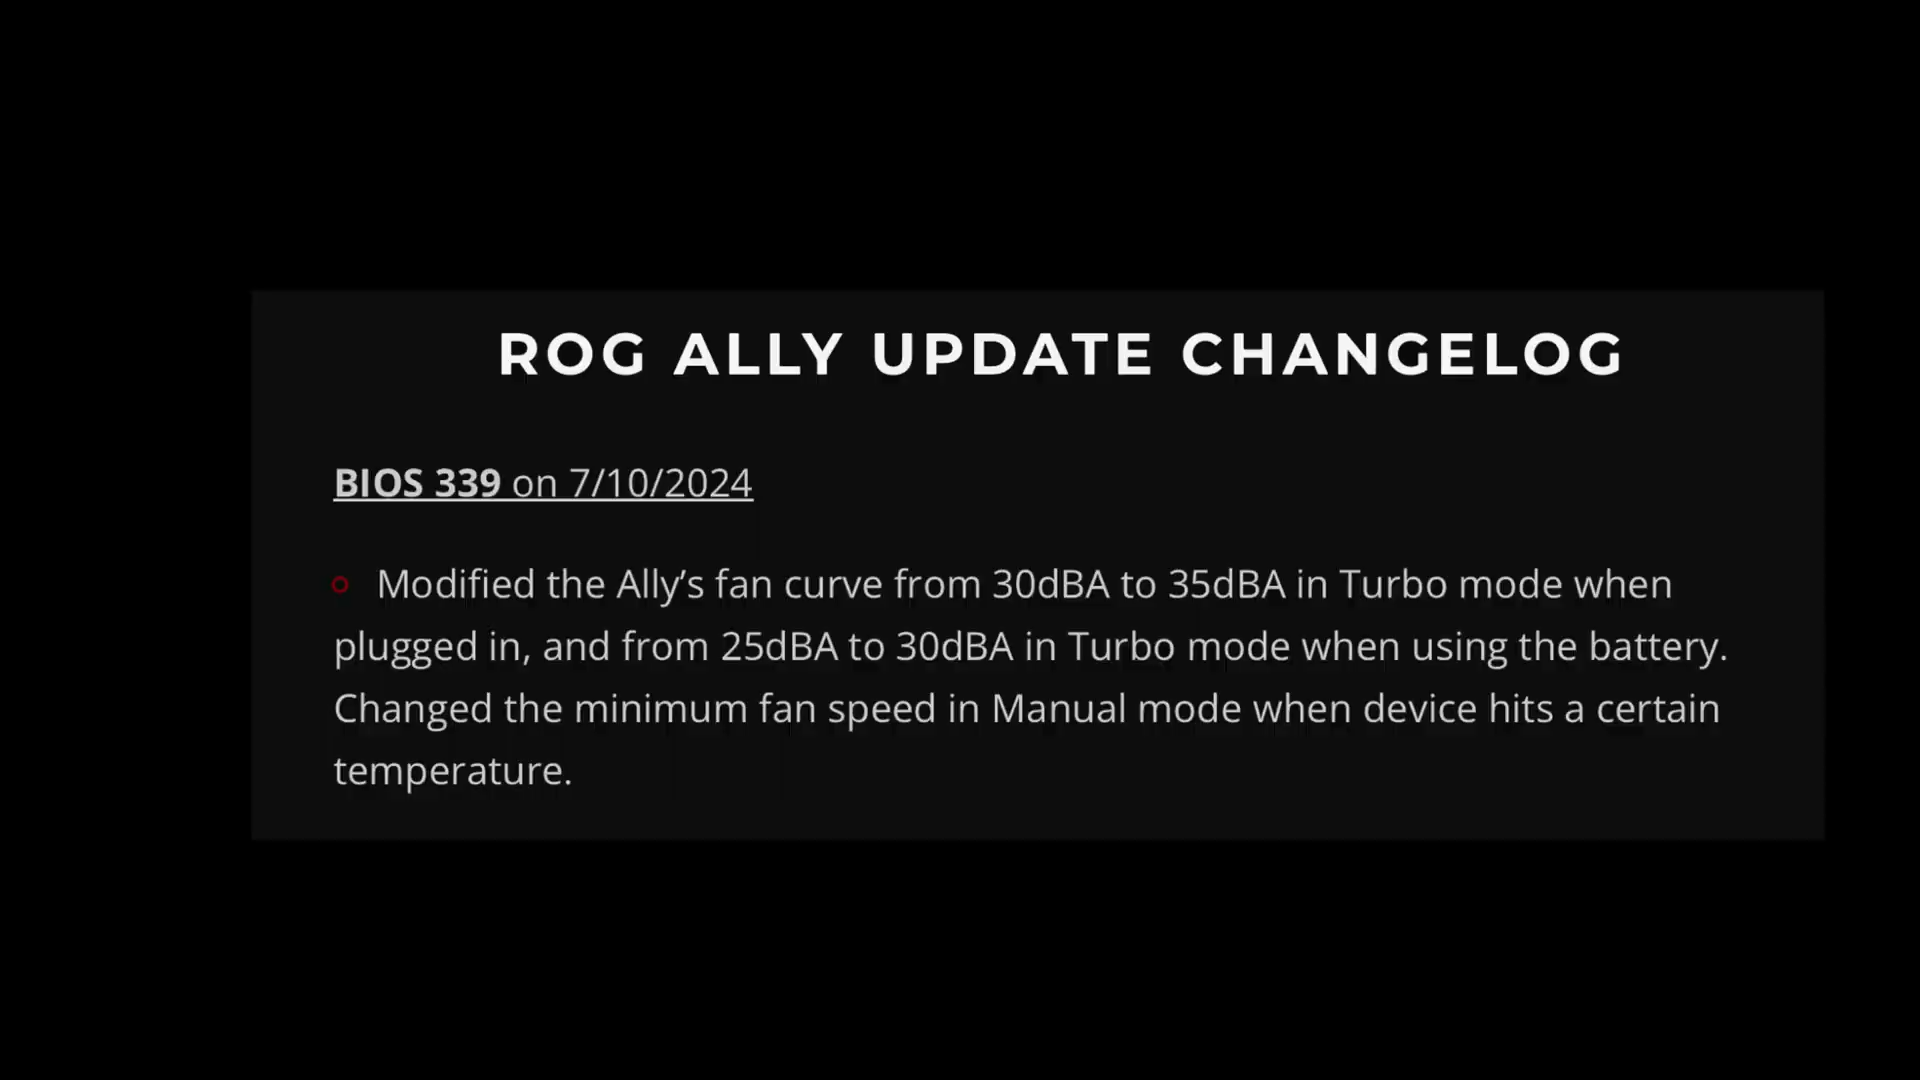 ROG ALLY UPDATE CHANGELOG
BIOS 339 on 7/10/2024
Modified the Ally’s fan curve from 30dBA to 35dBA in Turbo mode when
plugged in, and from 25dBA to 30dBA in Turbo mode when using the battery.
Changed the minimum fan speed in Manual mode when device hits a certain
temperature.